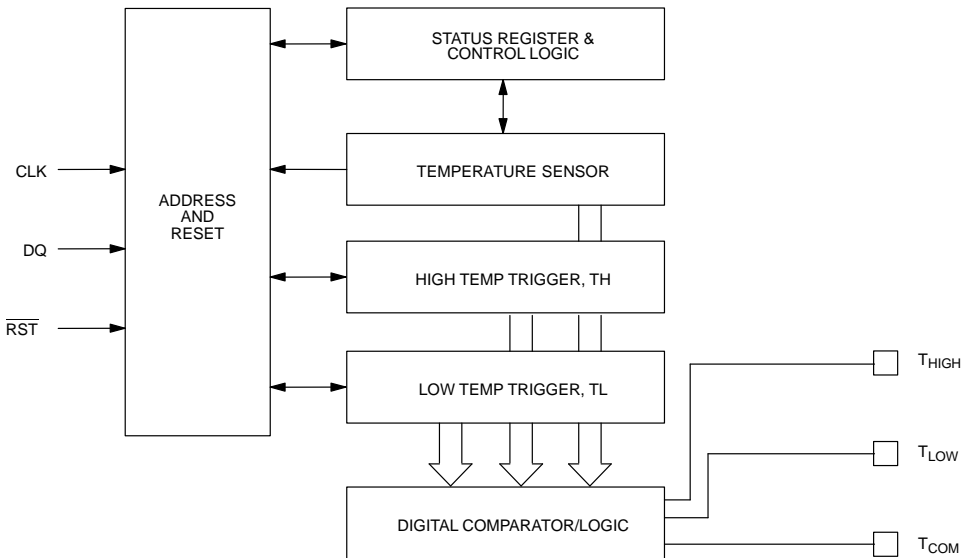 STATUS REGISTER &
CONTROL LOGIC
TEMPERATURE SENSOR
CLK
ADDRESS
AND
RESET
DQ
HIGH TEMP TRIGGER, TH
RST
LOW TEMP TRIGGER, TL
THIGH
TLOW
DIGITAL COMPARATOR/LOGIC
TCOM